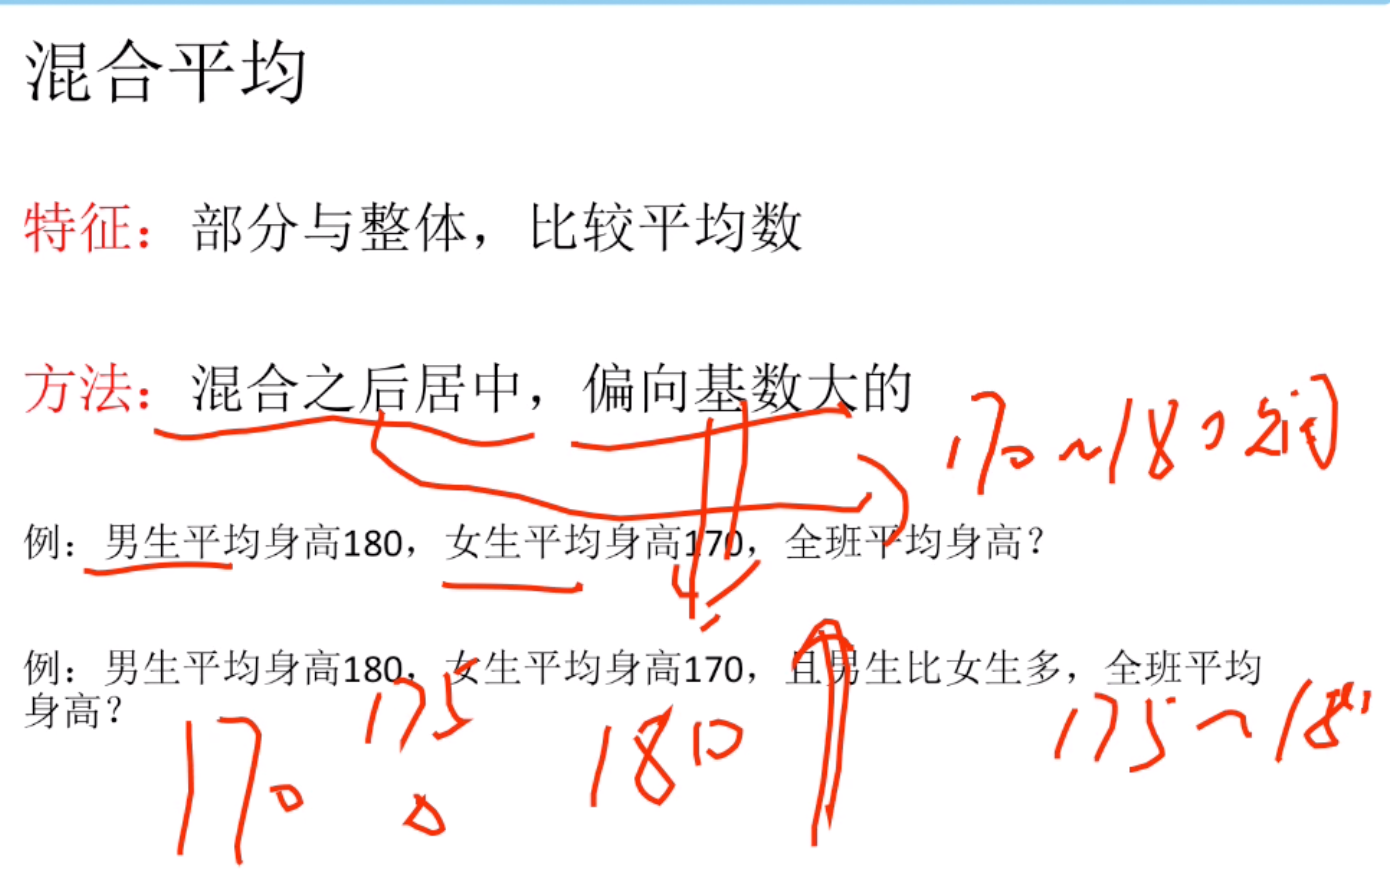 混合平均
特征：部分与整体，比较平均数
方法：混合之后居中，偏向基数大的
170~180之间
例：男生平均身高180，女生平均身高170，全班平均身高？
例：男生平均身高180，女生平均身高170，且男生比女生多，全班平均
身高？
175
170
180
175~180